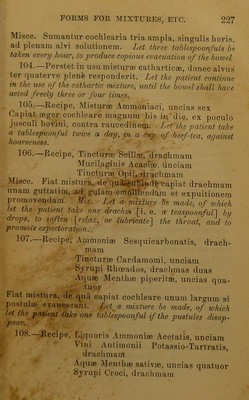 FORMS FOR MIXTURES, ETC. 227
Misce. Sumantur cochlearia tria ampla, singulis horis,
ad plenam alvi solutionem. Let three tablespoonfuls be
taken every hour, to produce copious evacuation of the bowel
104.—Perstet in usu misturæ catharticæ, donec alvus
ter quaterve plenè responderit. Let the patient continue
in the use of the cathartic mixture, until the bowel shall have
acted freely three or four times.
105.—Recipe, Misturæ Ammoniaci, uncias sex
Capiat æger cochleare magnum bis in die, ex poculo
jusculi bovini, contra raucedinem. Let the patient take
a tablespoonful twice a day, in a cup of beef-tea, against
hoarseness.
106.—Recipe, Tincturæ Scillæ, drachmam
Mucilaginis Acaciæ, unciam
Tincturæ Opii, drachmam
Misce. Fiat mistura, de capiat drachmam
unam guttatim, ad gulam emolliendam et expuitionem
promovendam. Mix. Let a mixture be made, of which
let the patient take one drachm [i. e. a teaspoonful] by
drops, to soften [relax, or lubricate] the throat, and to
promote expectoration.
107.—Recipe, Ammoniæ Sesquicarbonatis, drach-
mam
Tincturæ Cardamomi, unciam
Syrupi Rhœados, drachmas duas
Aquæ Menthæ piperitæ, uncias qua-
tuor
Fiat mistura, de quâ capiat cochleare unum largum si
pustulæ evanescant. Let a mixture be made, of which
let the patient take one tablespoonful if the pustules disap-
pear.
108.—Recipe, Liquoris Ammoniæ Acetatis, unciam
Vini Antimonii Potassio-Tartratis,
drachmam
Aquæ Menthæ sativæ, uncias quatuor
Syrupi Croci, drachmam